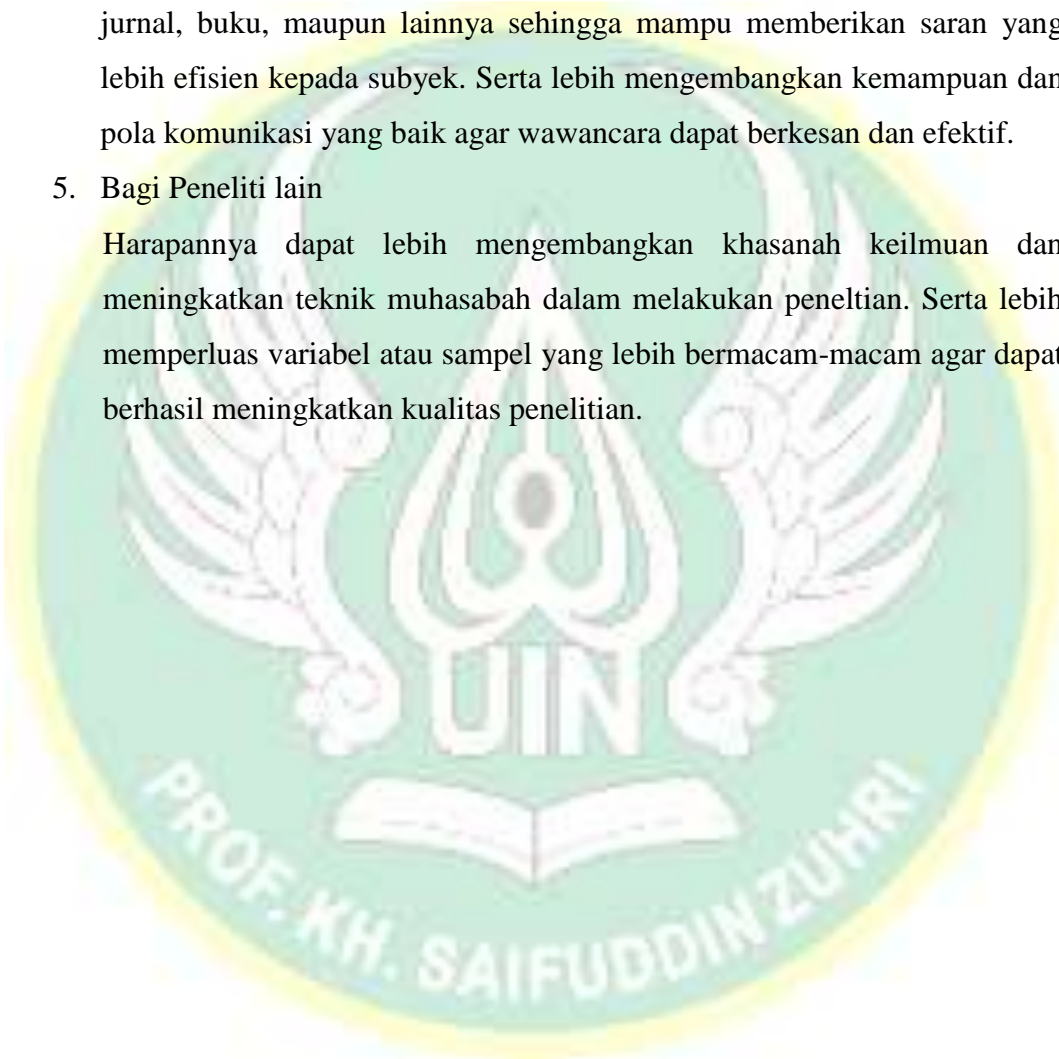 jurnal, buku, maupun lainnya sehingga mampu memberikan saran yang
lebih efisien kepada subyek. Serta lebih mengembangkan kemampuan dan
pola komunikasi yang baik agar wawancara dapat berkesan dan efektif.
5. Bagi Peneliti lain
Harapannya dapat lebih mengembangkan khasanah keilmuan dan
meningkatkan teknik muhasabah dalam melakukan peneltian. Serta lebih
memperluas variabel atau sampel yang lebih bermacam-macam agar dapat
berhasil meningkatkan kualitas penelitian.
UIN
PROF. KH. SAIFUDDIN ZUHRI